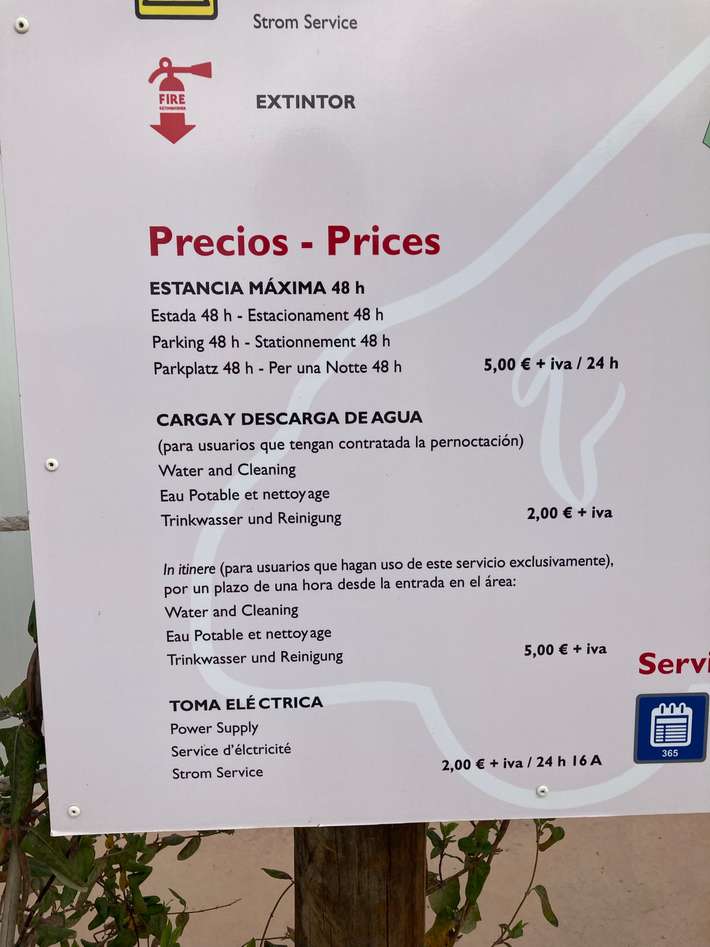 Strom Service
FIRE
EXTINGUISHER
EXTINTOR
Precios - Prices
ESTANCIA MÁXIMA 48 h
Estada 48 h - Estacionament 48 h
Parking 48 h - Stationnement 48 h
Parkplatz 48 h - Per una Notte 48 h 5,00 € + iva / 24 h
CARGA Y DESCARGA DE AGUA
(para usuarios que tengan contratada la pernoctación)
Water and Cleaning
Eau Potable et nettoyage
Trinkwasser und Reinigung 2,00 € + iva
In itinere (para usuarios que hagan uso de este servicio exclusivamente),
por un plazo de una hora desde la entrada en el área:
Water and Cleaning
Eau Potable et nettoyage
Trinkwasser und Reinigung 5,00 € + iva
Servi
TOMA ELÉCTRICA
Power Supply
Service d'élctricité
Strom Service 2,00 € + iva / 24 h 16 A
365